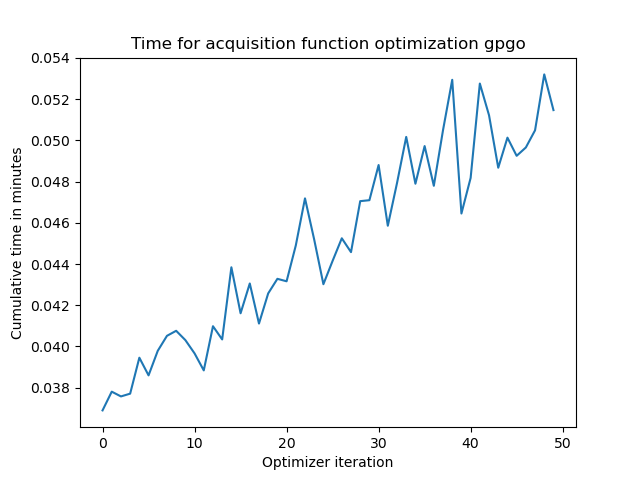 Time for acquisition function optimization gpgo
0.054
0.052
0.050
0.048
0.046
0.044
0.042
0.040
0.038
Cumulative time in minutes
0 10 20 30 40 50
Optimizer iteration